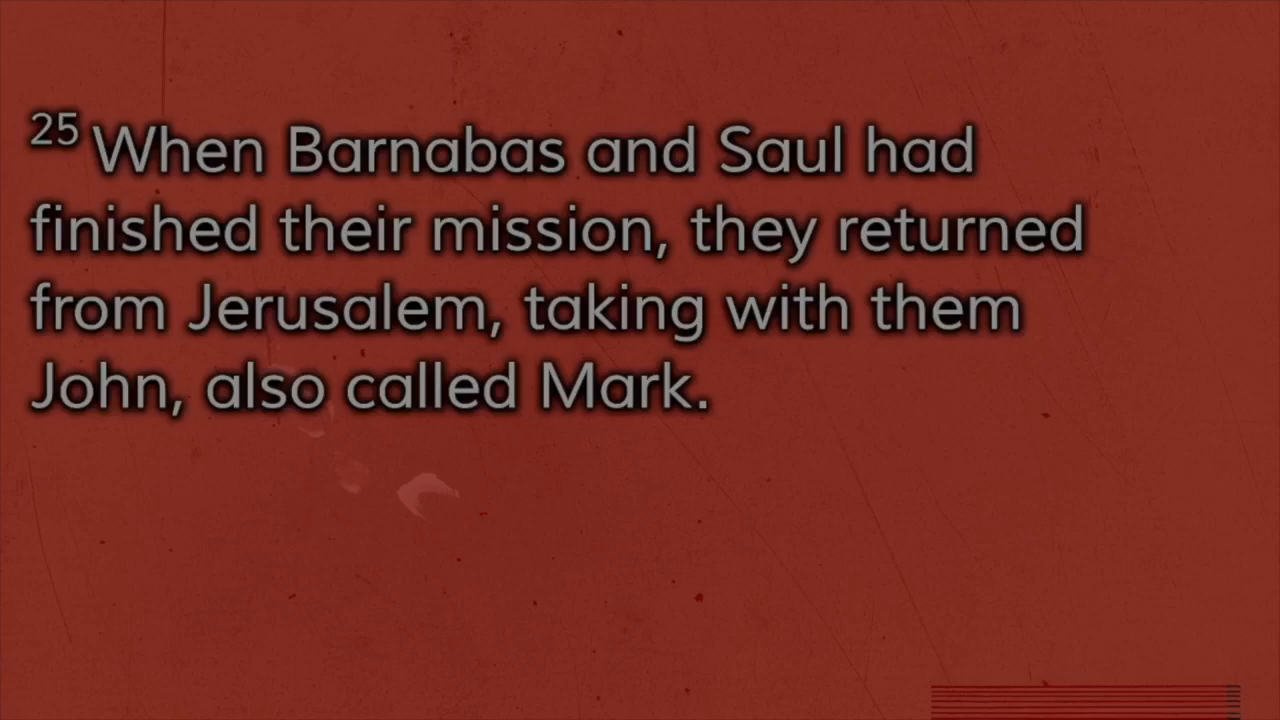 25 When Barnabas and Saul had
finished their mission, they returned
from Jerusalem, taking with them
John, also called Mark.